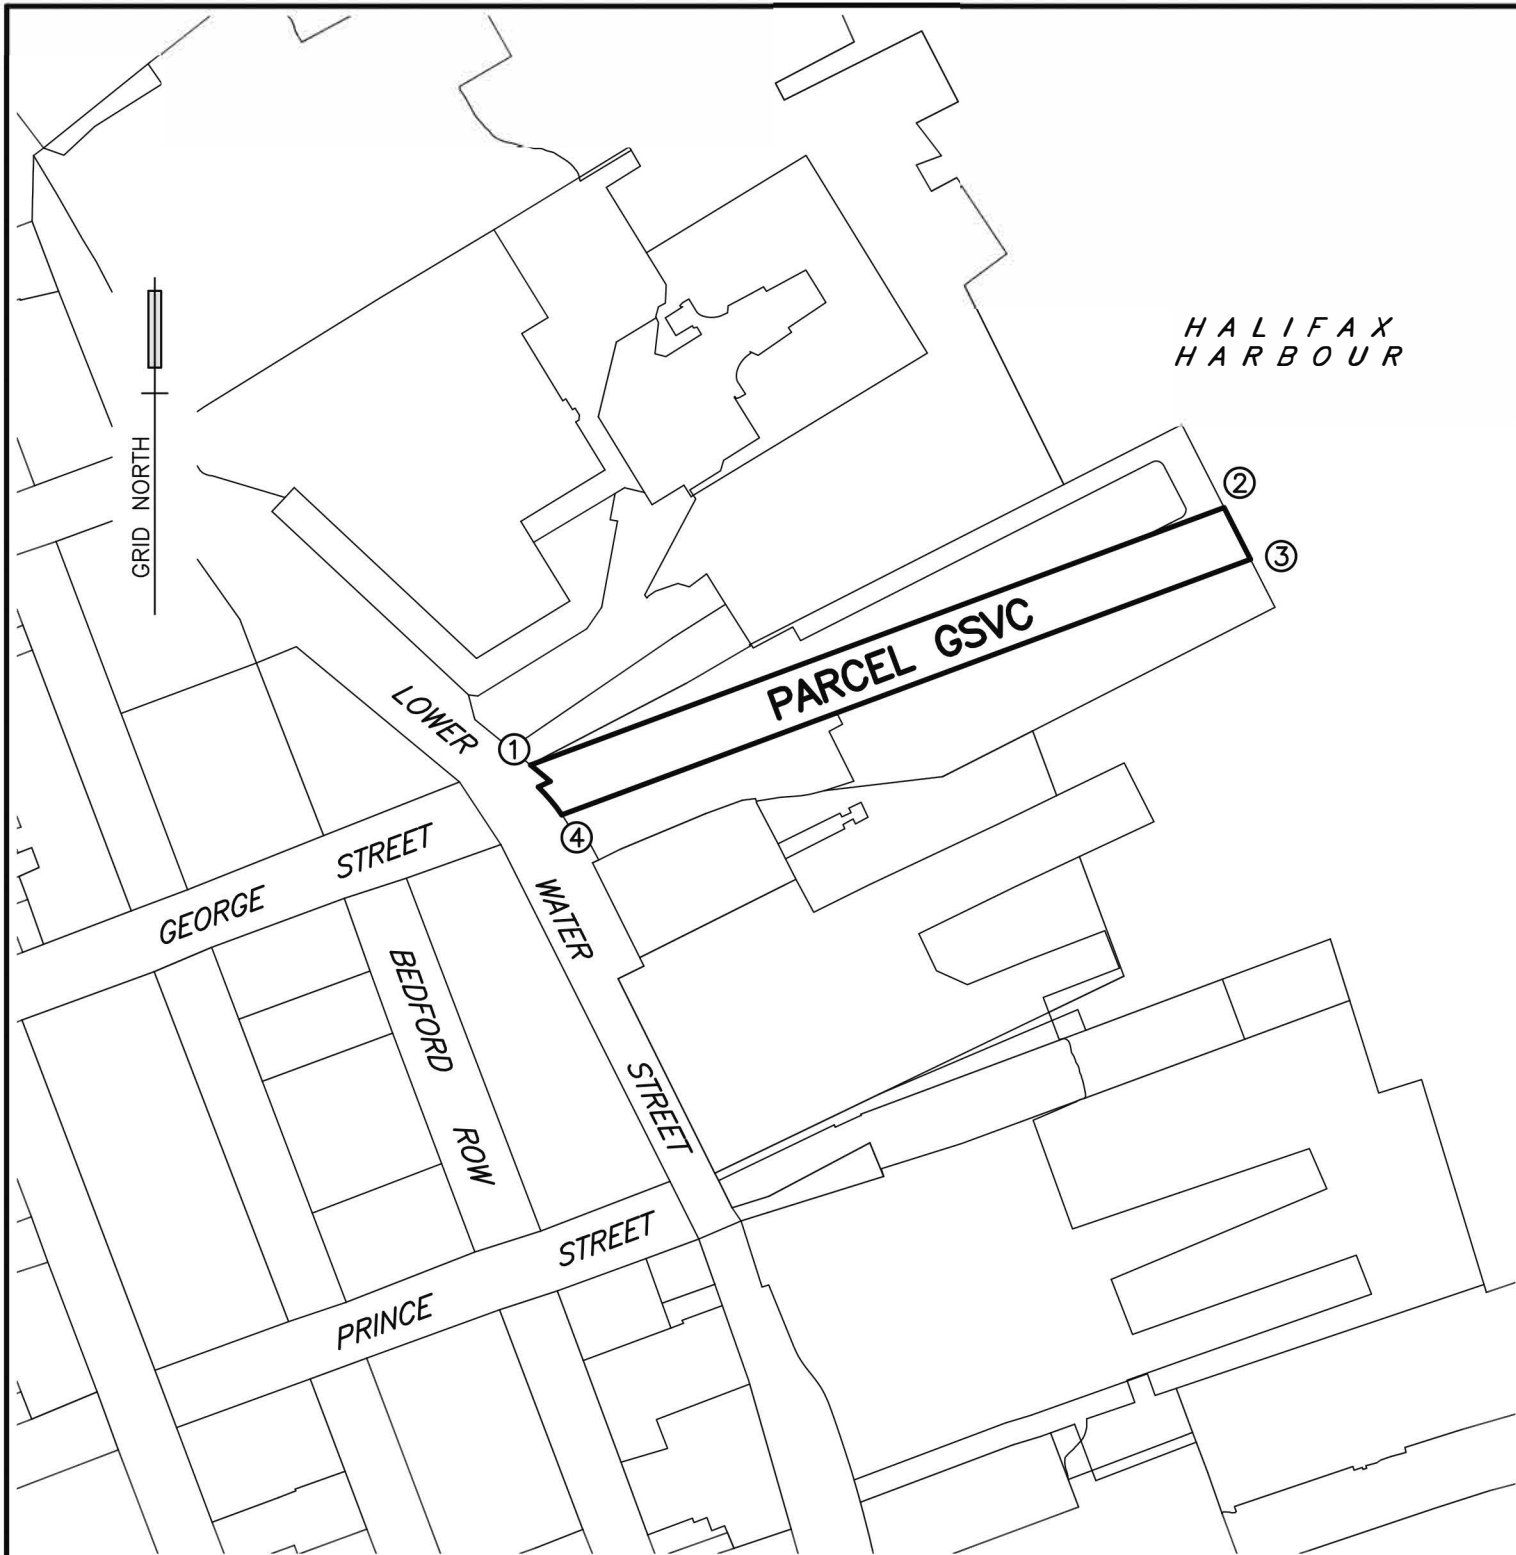 HALIFAX
HARBOUR
GRID NORTH
2
3
PARCEL GSVC
LOWER
1
4
WATER
STREET
GEORGE STREET
BEDFORD
ROW
PRINCE STREET